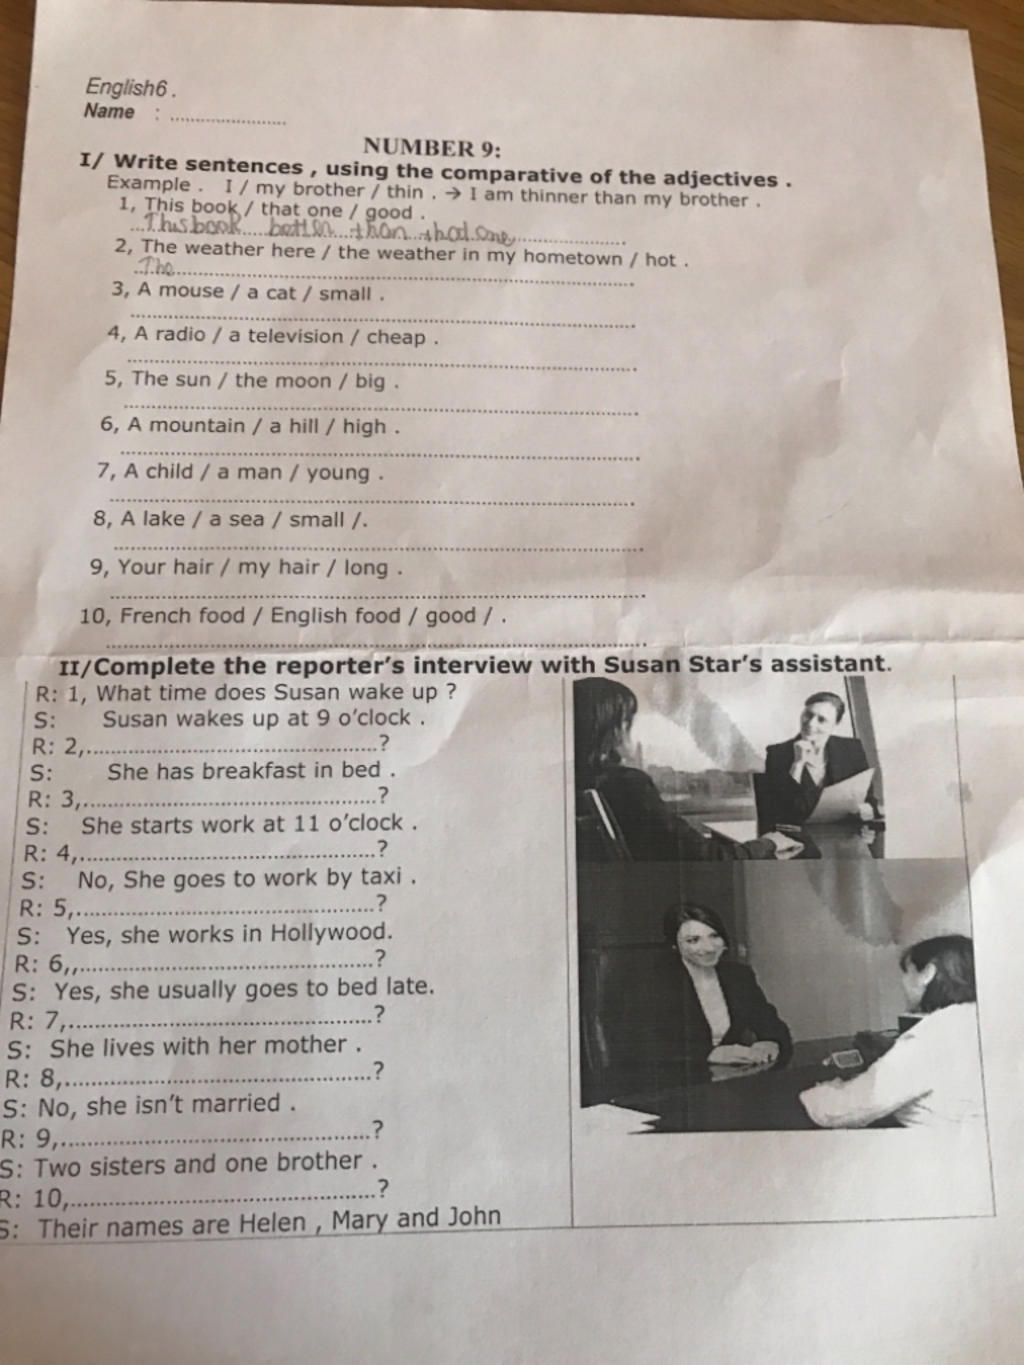 English6 .
Name : ........................
NUMBER 9:
I/ Write sentences , using the comparative of the adjectives .
Example . I / my brother / thin . → I am thinner than my brother .
1, This book / that one / good .
...This book.....................than.................one.......................
2, The weather here / the weather in my hometown / hot .
..The..........................................................................................
3, A mouse / a cat / small .
................................................................................................
4, A radio / a television / cheap .
................................................................................................
5, The sun / the moon / big .
................................................................................................
6, A mountain / a hill / high .
................................................................................................
7, A child / a man / young .
................................................................................................
8, A lake / a sea / small /.
................................................................................................
9, Your hair / my hair / long .
................................................................................................
10, French food / English food / good / .
................................................................................................
II/Complete the reporter's interview with Susan Star's assistant.
R: 1, What time does Susan wake up ?
S: Susan wakes up at 9 o'clock .
R: 2,............................................?
S: She has breakfast in bed .
R: 3,............................................?
S: She starts work at 11 o'clock .
R: 4,............................................?
S: No, She goes to work by taxi .
R: 5,............................................?
S: Yes, she works in Hollywood.
R: 6,,............................................?
S: Yes, she usually goes to bed late.
R: 7,............................................?
S: She lives with her mother .
R: 8,............................................?
S: No, she isn't married .
R: 9,............................................?
S: Two sisters and one brother .
R: 10,............................................?
S: Their names are Helen , Mary and John